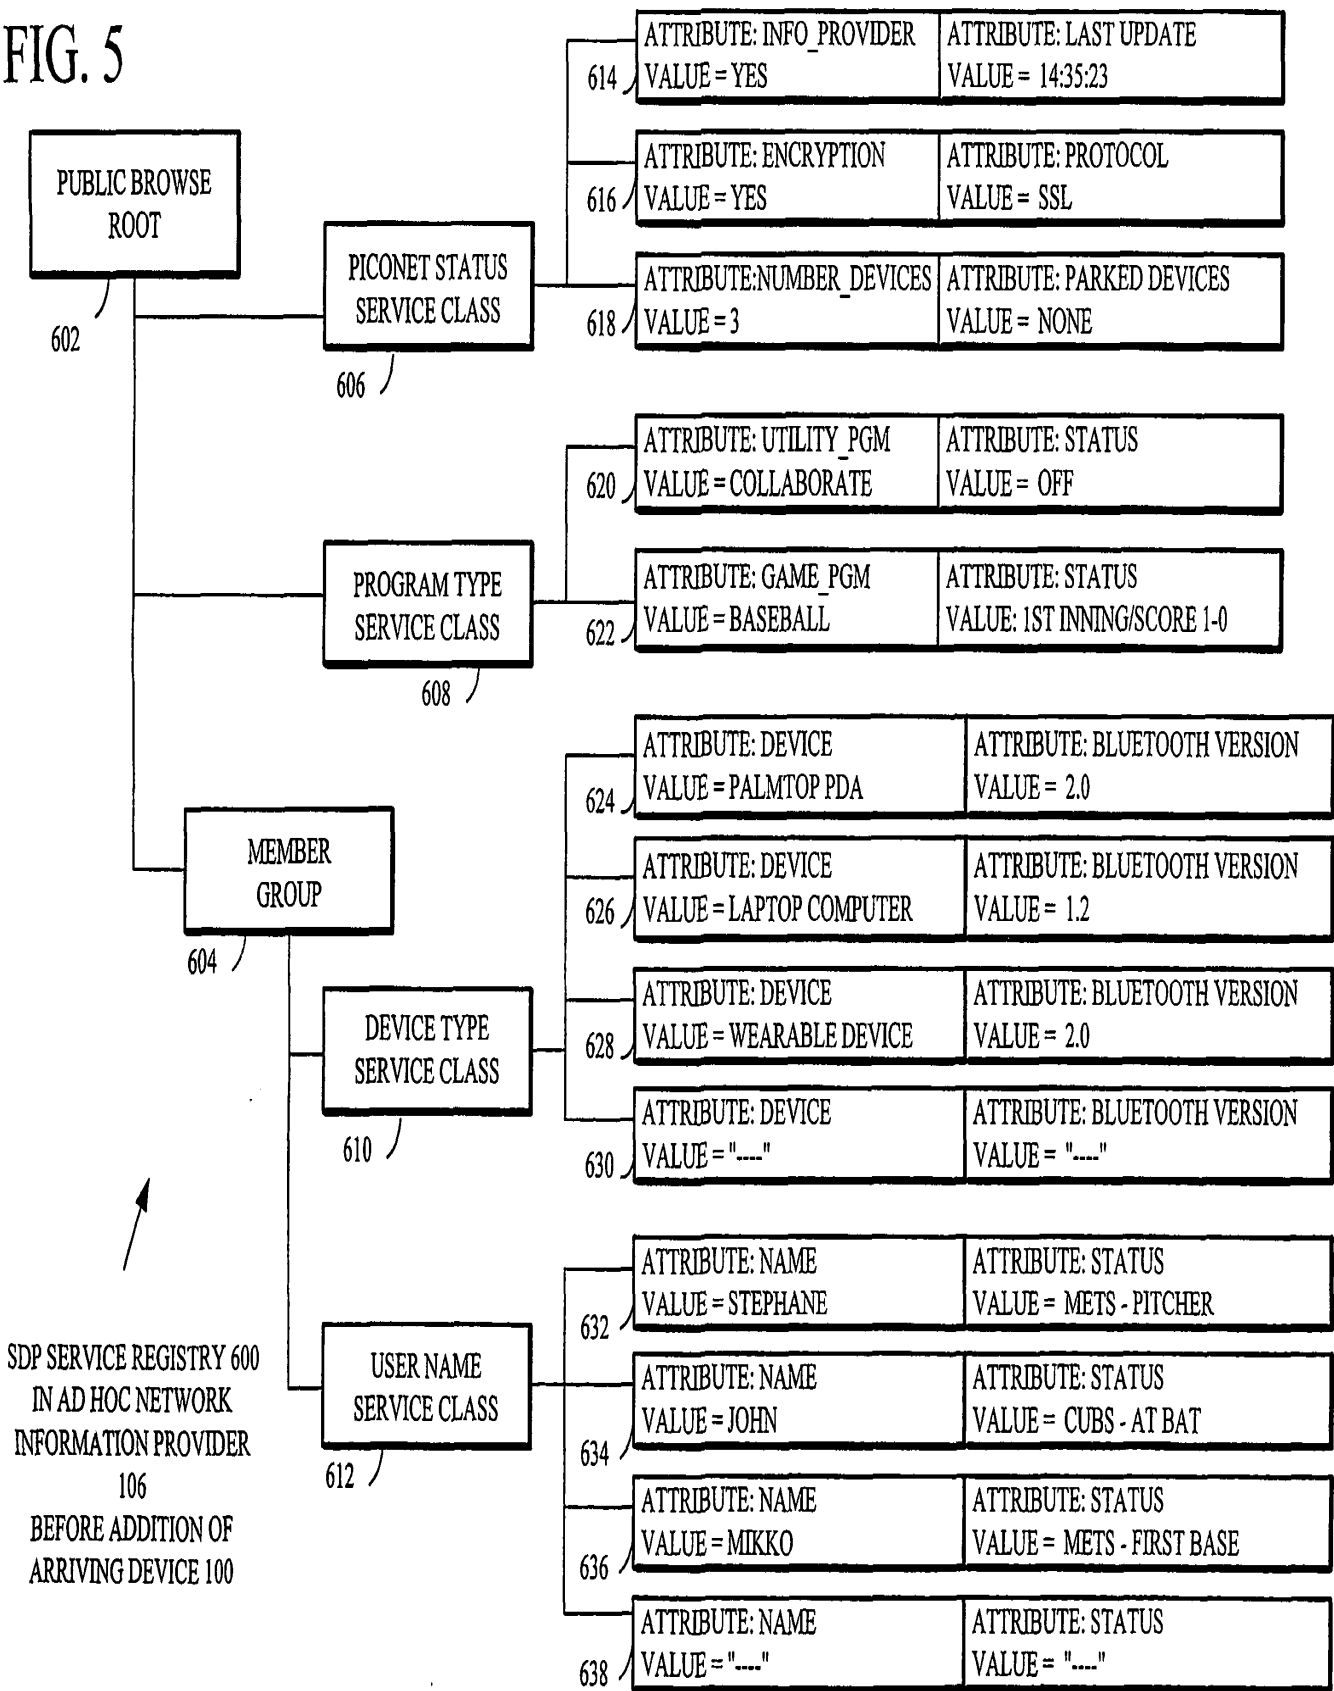 FIG. 5
PUBLIC BROWSE
ROOT
602
PICONET STATUS
SERVICE CLASS
606
ATTRIBUTE: INFO_PROVIDER
VALUE = YES
ATTRIBUTE: LAST UPDATE
VALUE = 14:35:23
614
ATTRIBUTE: ENCRYPTION
VALUE = YES
ATTRIBUTE: PROTOCOL
VALUE = SSL
616
ATTRIBUTE:NUMBER_DEVICES
VALUE = 3
ATTRIBUTE: PARKED DEVICES
VALUE = NONE
618
PROGRAM TYPE
SERVICE CLASS
608
ATTRIBUTE: UTILITY_PGM
VALUE = COLLABORATE
ATTRIBUTE: STATUS
VALUE = OFF
620
ATTRIBUTE: GAME_PGM
VALUE = BASEBALL
ATTRIBUTE: STATUS
VALUE: 1ST INNING/SCORE 1-0
622
MEMBER
GROUP
604
DEVICE TYPE
SERVICE CLASS
610
ATTRIBUTE: DEVICE
VALUE = PALMTOP PDA
ATTRIBUTE: BLUETOOTH VERSION
VALUE = 2.0
624
ATTRIBUTE: DEVICE
VALUE = LAPTOP COMPUTER
ATTRIBUTE: BLUETOOTH VERSION
VALUE = 1.2
626
ATTRIBUTE: DEVICE
VALUE = WEARABLE DEVICE
ATTRIBUTE: BLUETOOTH VERSION
VALUE = 2.0
628
ATTRIBUTE: DEVICE
VALUE = "----"
ATTRIBUTE: BLUETOOTH VERSION
VALUE = "----"
630
USER NAME
SERVICE CLASS
612
ATTRIBUTE: NAME
VALUE = STEPHANE
ATTRIBUTE: STATUS
VALUE = METS - PITCHER
632
ATTRIBUTE: NAME
VALUE = JOHN
ATTRIBUTE: STATUS
VALUE = CUBS - AT BAT
634
ATTRIBUTE: NAME
VALUE = MIKKO
ATTRIBUTE: STATUS
VALUE = METS - FIRST BASE
636
ATTRIBUTE: NAME
VALUE = "----"
ATTRIBUTE: STATUS
VALUE = "----"
638
SDP SERVICE REGISTRY 600
IN AD HOC NETWORK
INFORMATION PROVIDER
106
BEFORE ADDITION OF
ARRIVING DEVICE 100